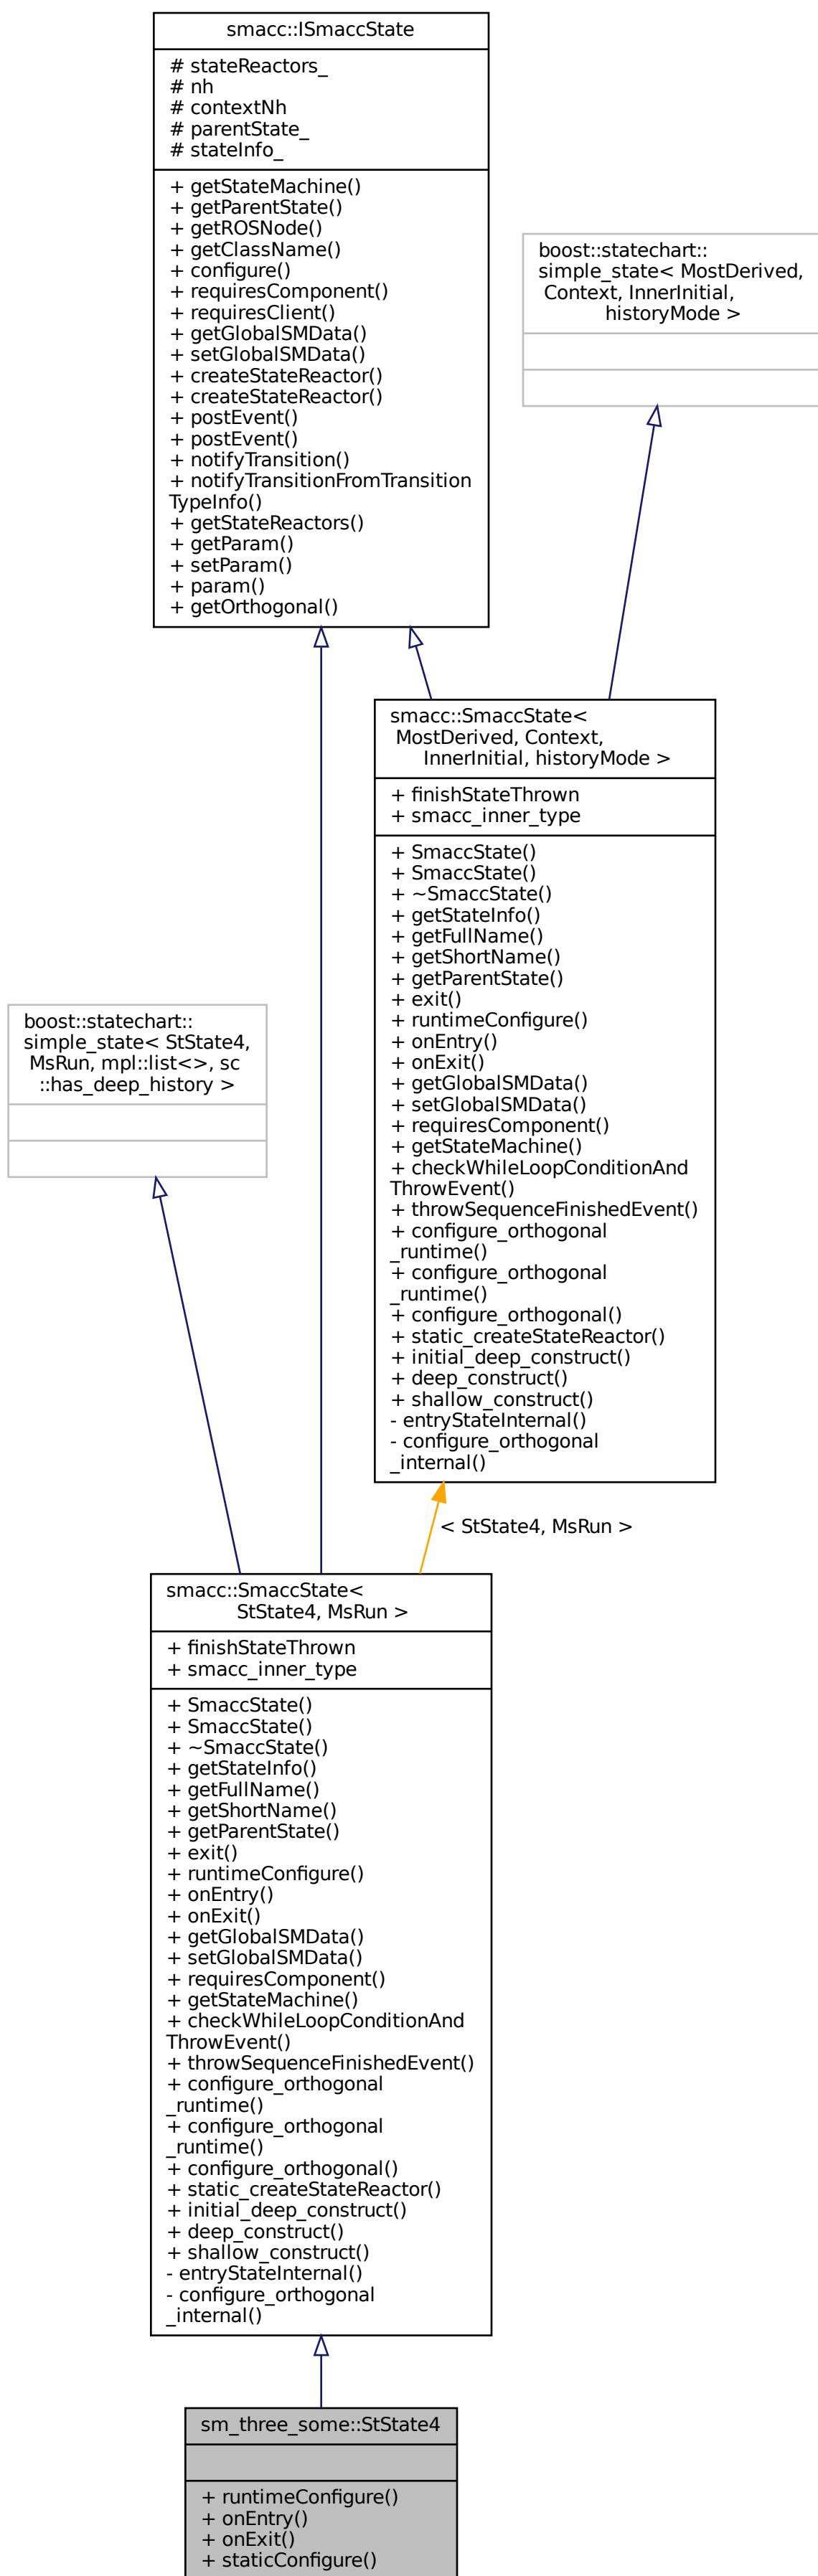 smacc::ISmaccState
# stateReactors_
# nh
# contextNh
# parentState_
# stateInfo_
+ getStateMachine()
+ getParentState()
+ getROSNode()
+ getClassName()
+ configure()
+ requiresComponent()
+ requiresClient()
+ getGlobalSMData()
+ setGlobalSMData()
+ createStateReactor()
+ createStateReactor()
+ postEvent()
+ postEvent()
+ notifyTransition()
+ notifyTransitionFromTransition
TypeInfo()
+ getStateReactors()
+ getParam()
+ setParam()
+ param()
+ getOrthogonal()
boost::statechart::
simple_state< MostDerived,
Context, InnerInitial,
historyMode >
smacc::SmaccState<
MostDerived, Context,
InnerInitial, historyMode >
+ finishStateThrown
+ smacc_inner_type
+ SmaccState()
+ SmaccState()
+ ~SmaccState()
+ getStateInfo()
+ getFullName()
+ getShortName()
+ getParentState()
+ exit()
+ runtimeConfigure()
+ onEntry()
+ onExit()
+ getGlobalSMData()
+ setGlobalSMData()
+ requiresComponent()
+ getStateMachine()
+ checkWhileLoopConditionAnd
ThrowEvent()
+ throwSequenceFinishedEvent()
+ configure_orthogonal
_runtime()
+ configure_orthogonal
_runtime()
+ configure_orthogonal()
+ static_createStateReactor()
+ initial_deep_construct()
+ deep_construct()
+ shallow_construct()
- entryStateInternal()
- configure_orthogonal
_internal()
boost::statechart::
simple_state< StState4,
MsRun, mpl::list<>, sc
::has_deep_history >
< StState4, MsRun >
smacc::SmaccState<
StState4, MsRun >
+ finishStateThrown
+ smacc_inner_type
+ SmaccState()
+ SmaccState()
+ ~SmaccState()
+ getStateInfo()
+ getFullName()
+ getShortName()
+ getParentState()
+ exit()
+ runtimeConfigure()
+ onEntry()
+ onExit()
+ getGlobalSMData()
+ setGlobalSMData()
+ requiresComponent()
+ getStateMachine()
+ checkWhileLoopConditionAnd
ThrowEvent()
+ throwSequenceFinishedEvent()
+ configure_orthogonal
_runtime()
+ configure_orthogonal
_runtime()
+ configure_orthogonal()
+ static_createStateReactor()
+ initial_deep_construct()
+ deep_construct()
+ shallow_construct()
- entryStateInternal()
- configure_orthogonal
_internal()
sm_three_some::StState4
+ runtimeConfigure()
+ onEntry()
+ onExit()
+ staticConfigure()